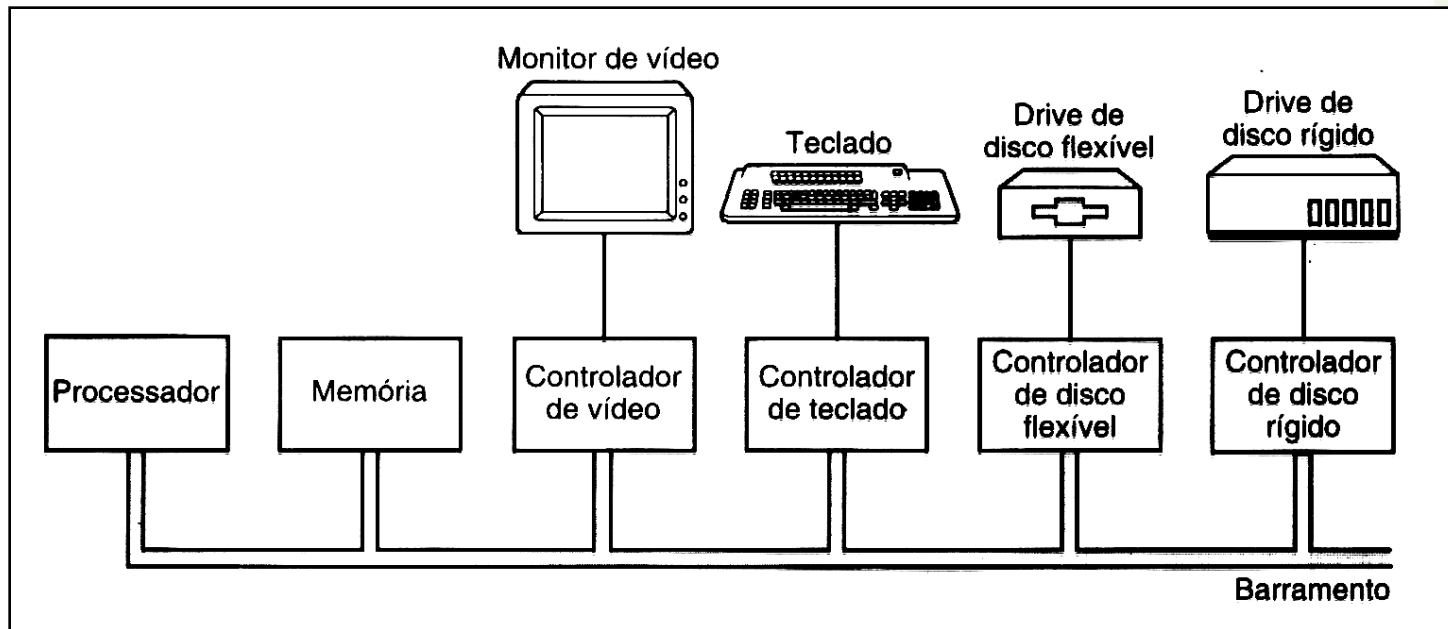 Monitor de vídeo
Teclado
Drive de
disco flexível
Drive de
disco rígido
Processador
Memória
Controlador
de vídeo
Controlador
de teclado
Controlador
de disco
flexível
Controlador
de disco
rígido
Barramento